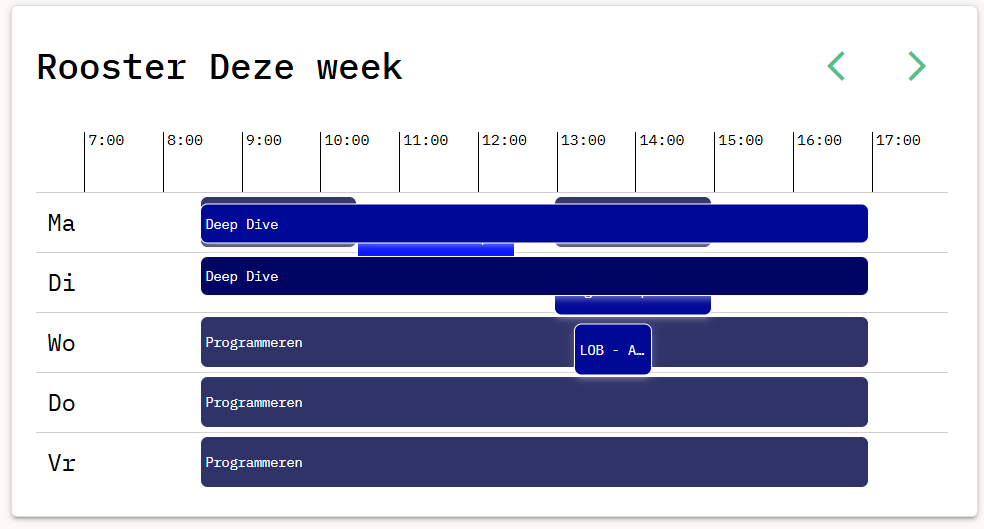 Rooster Deze week
7:00 8:00 9:00 10:00 11:00 12:00 13:00 14:00 15:00 16:00 17:00
Ma
Deep Dive
Di
Deep Dive
Wo
Programmeren
LOB - A…
Do
Programmeren
Vr
Programmeren